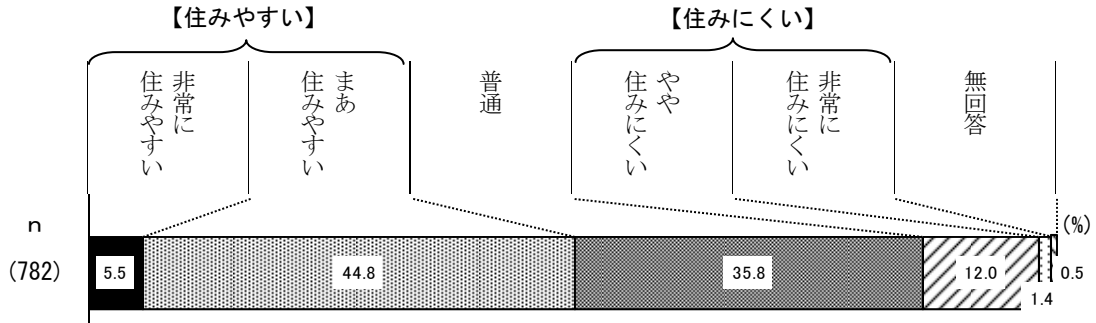 【住みやすい】
【住みにくい】
非常に
住みやすい
まあ
住みやすい
普通
やや
住みにくい
非常に
住みにくい
無回答
n
(%)
(782)
5.5
44.8
35.8
12.0
0.5
1.4